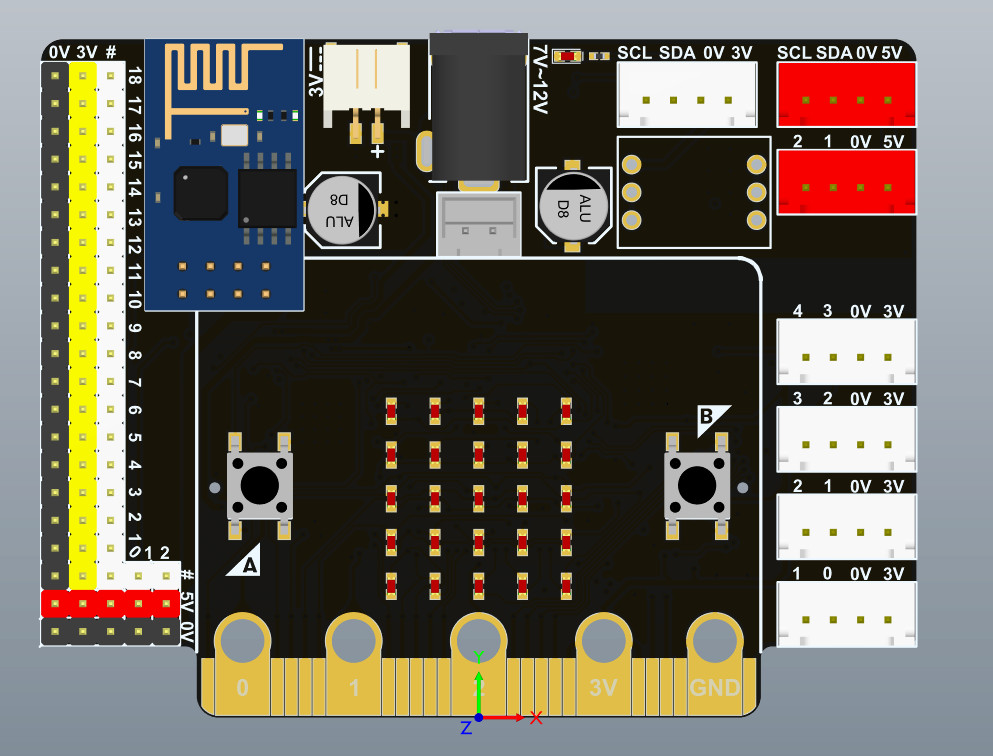 0V 3V #
18
17
16
15
14
13
12
11
10
9
8
7
6
5
4
3
2
1
0 1 2
#
5V
0V
3V
+
7V~12V
D8
ALU
ALU
D8
SCL SDA 0V 3V
SCL SDA 0V 5V
2 1 0V 5V
4 3 0V 3V
3 2 0V 3V
2 1 0V 3V
1 0 0V 3V
A
B
0 1 2 3V GND
Y
Z
X